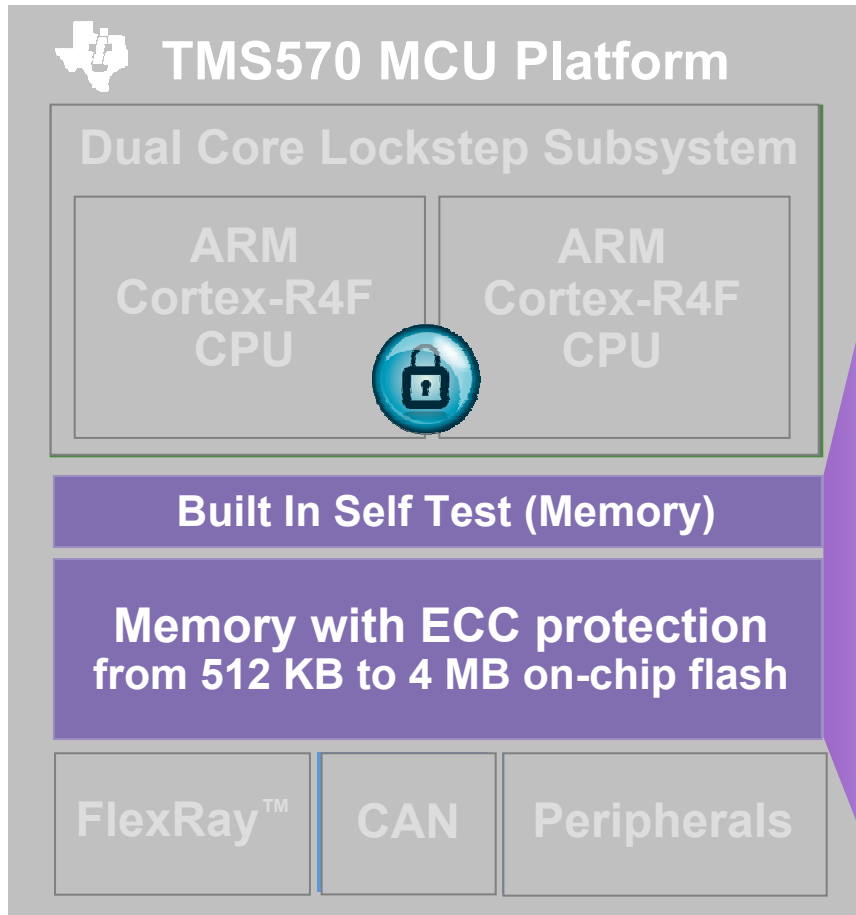 TMS570 MCU Platform
Dual Core Lockstep Subsystem
ARM
Cortex-R4F
CPU
ARM
Cortex-R4F
CPU
Built In Self Test (Memory)
Memory with ECC protection
from 512 KB to 4 MB on-chip flash
FlexRay™
CAN
Peripherals